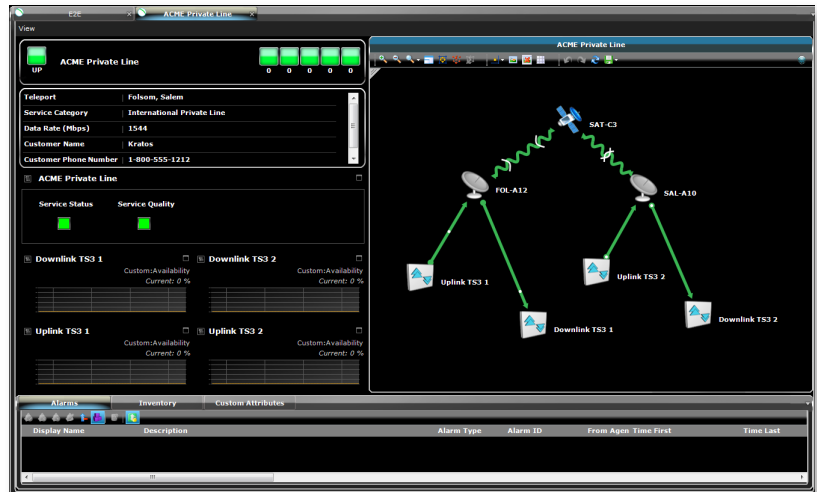 E2E
ACME Private Line
View
ACME Private Line
UP
0 0 0 0 0
Teleport Folsom, Salem
Service Category International Private Line
Data Rate (Mbps) 1544
Customer Name Kratos
Customer Phone Number 1-800-555-1212
ACME Private Line
Service Status Service Quality
Downlink TS3 1
Custom:Availability
Current: 0 %
Downlink TS3 2
Custom:Availability
Current: 0 %
Uplink TS3 1
Custom:Availability
Current: 0 %
Uplink TS3 2
Custom:Availability
Current: 0 %
ACME Private Line
SAT-C3
FOL-A12
SAL-A10
Uplink TS3 1
Uplink TS3 2
Downlink TS3 1
Downlink TS3 2
Alarms Inventory Custom Attributes
Display Name Description Alarm Type Alarm ID From Agen Time First Time Last